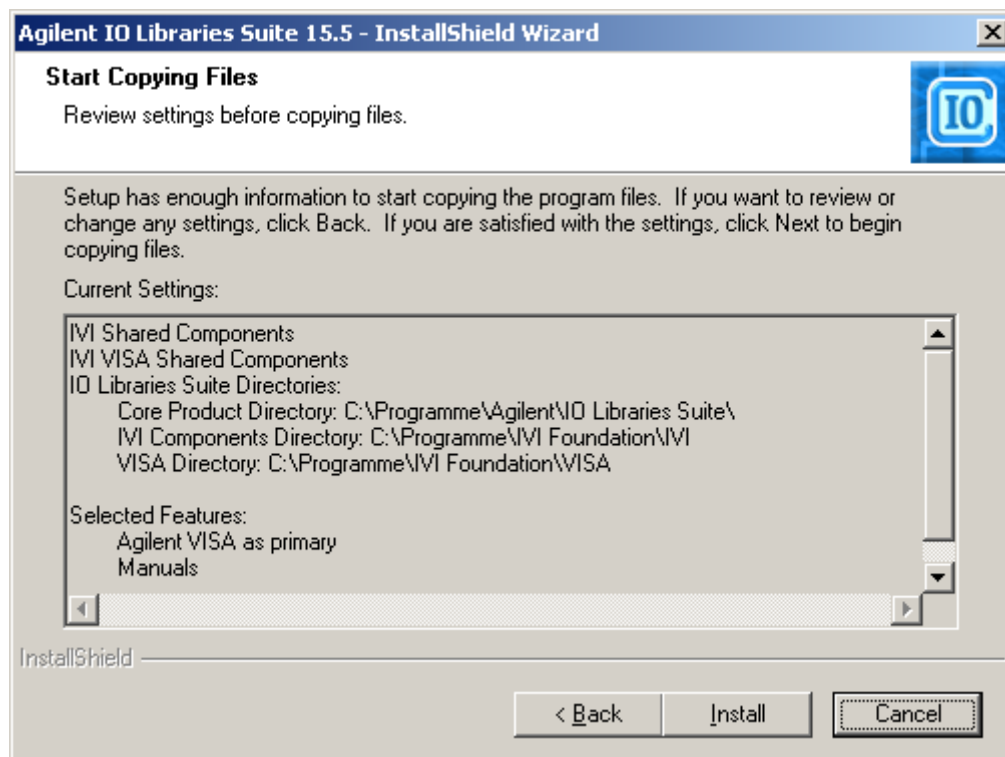 Agilent IO Libraries Suite 15.5 - InstallShield Wizard
Start Copying Files
Review settings before copying files.
IO
Setup has enough information to start copying the program files. If you want to review or
change any settings, click Back. If you are satisfied with the settings, click Next to begin
copying files.
Current Settings:
IVI Shared Components
IVI VISA Shared Components
IO Libraries Suite Directories:
Core Product Directory: C:\Programme\Agilent\IO Libraries Suite\
IVI Components Directory: C:\Programme\IVI Foundation\IVI
VISA Directory: C:\Programme\IVI Foundation\VISA
Selected Features:
Agilent VISA as primary
Manuals
InstallShield
< Back
Install
Cancel